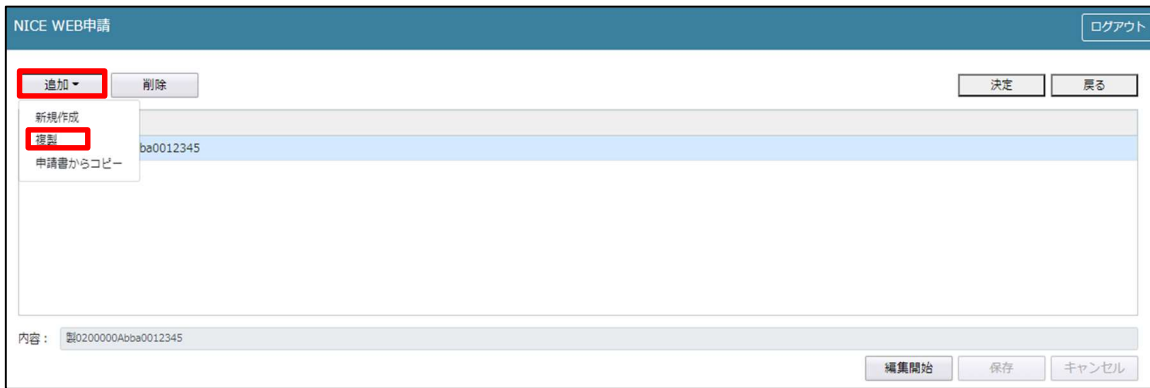 NICE WEB申請
ログアウト
追加
削除
決定
戻る
新規作成
複製
ba0012345
申請書からコピー
内容： 製0200000Abba0012345
編集開始
保存
キャンセル